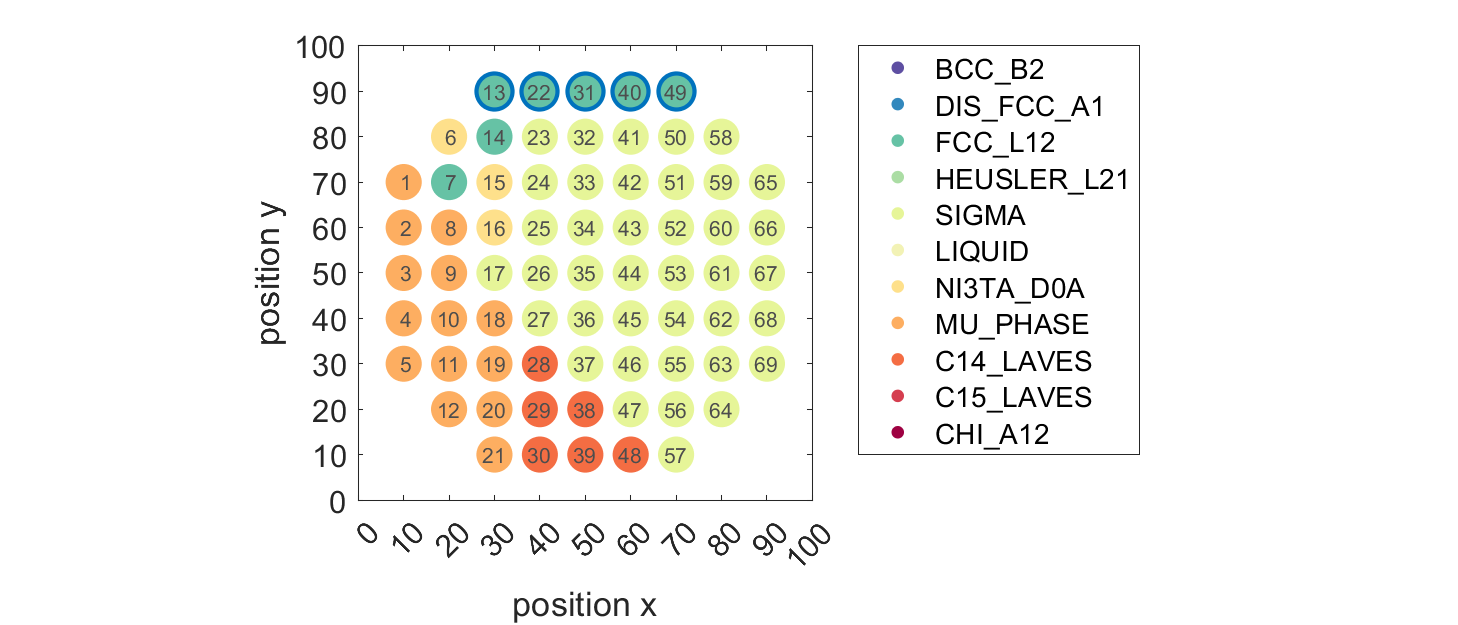 100
90
80
70
60
50
40
30
20
10
0
position y
13 22 31 40 49
6 14 23 32 41 50 58
1 7 15 24 33 42 51 59 65
2 8 16 25 34 43 52 60 66
3 9 17 26 35 44 53 61 67
4 10 18 27 36 45 54 62 68
5 11 19 28 37 46 55 63 69
12 20 29 38 47 56 64
21 30 39 48 57
0 10 20 30 40 50 60 70 80 90 100
position x
BCC_B2
DIS_FCC_A1
FCC_L12
HEUSLER_L21
SIGMA
LIQUID
NI3TA_D0A
MU_PHASE
C14_LAVES
C15_LAVES
CHI_A12